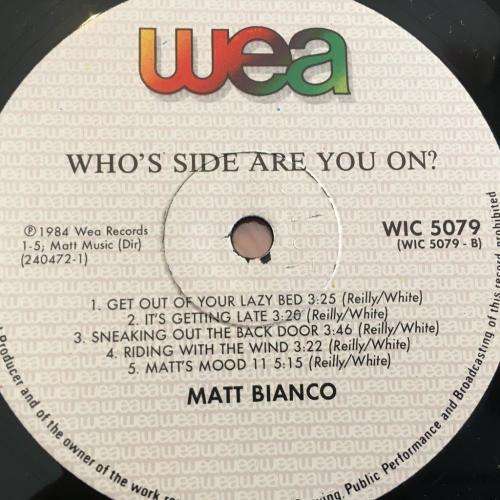 wea
WHO'S SIDE ARE YOU ON?
℗1984 Wea Records
1-5; Matt Music (Dir)
(240472-1)
WIC 5079
(WIC 5079 - B)
1. GET OUT OF YOUR LAZY BED 3:25 (Reilly/White)
2. IT'S GETTING LATE 3:20 (Reilly/White)
3. SNEAKING OUT THE BACK DOOR 3:46 (Reilly/White)
4. RIDING WITH THE WIND 3:22 (Reilly/White)
5. MATT'S MOOD 11 5:15 (Reilly/White)
MATT BIANCO
Producer and of the owner of the work
Public Performance and Broadcasting of this record prohibited